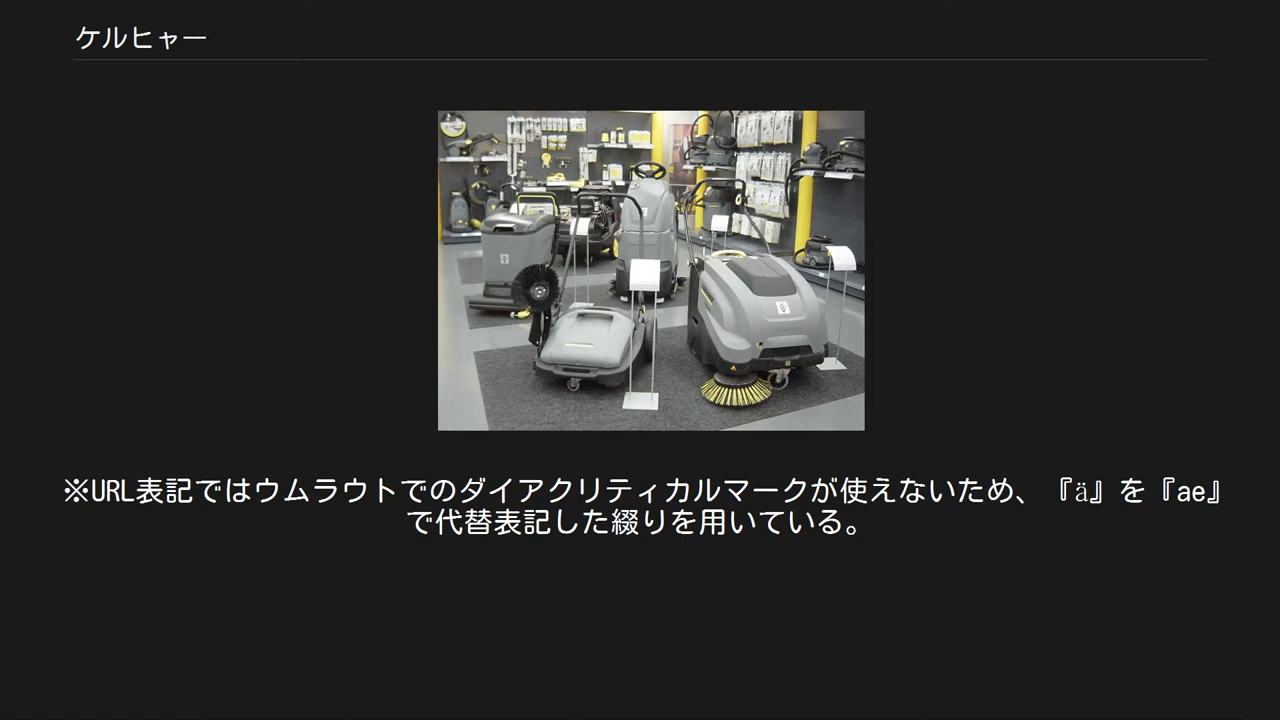 ケルヒャー
※URL表記ではウムラウトでのダイアクリティカルマークが使えないため、『ä』を『ae』
で代替表記した綴りを用いている。